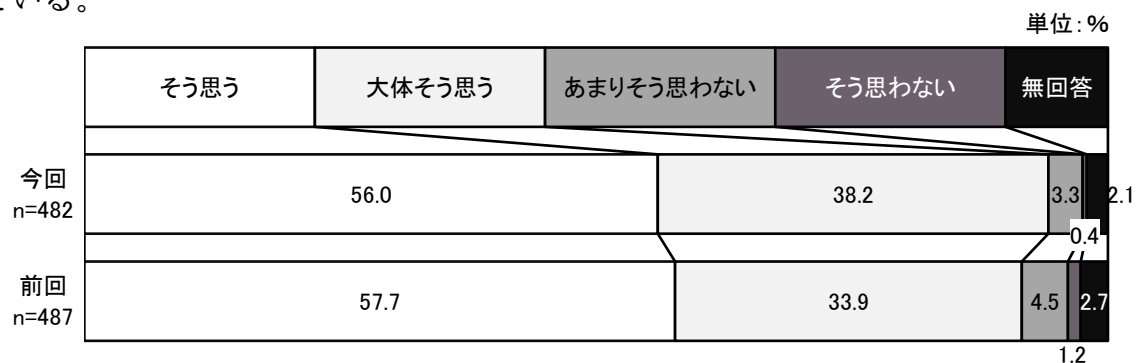 いる。
単位：%
そう思う 大体そう思う あまりそう思わない そう思わない 無回答
今回
n=482
56.0 38.2 3.3 2.1
0.4
前回
n=487
57.7 33.9 4.5 2.7
1.2